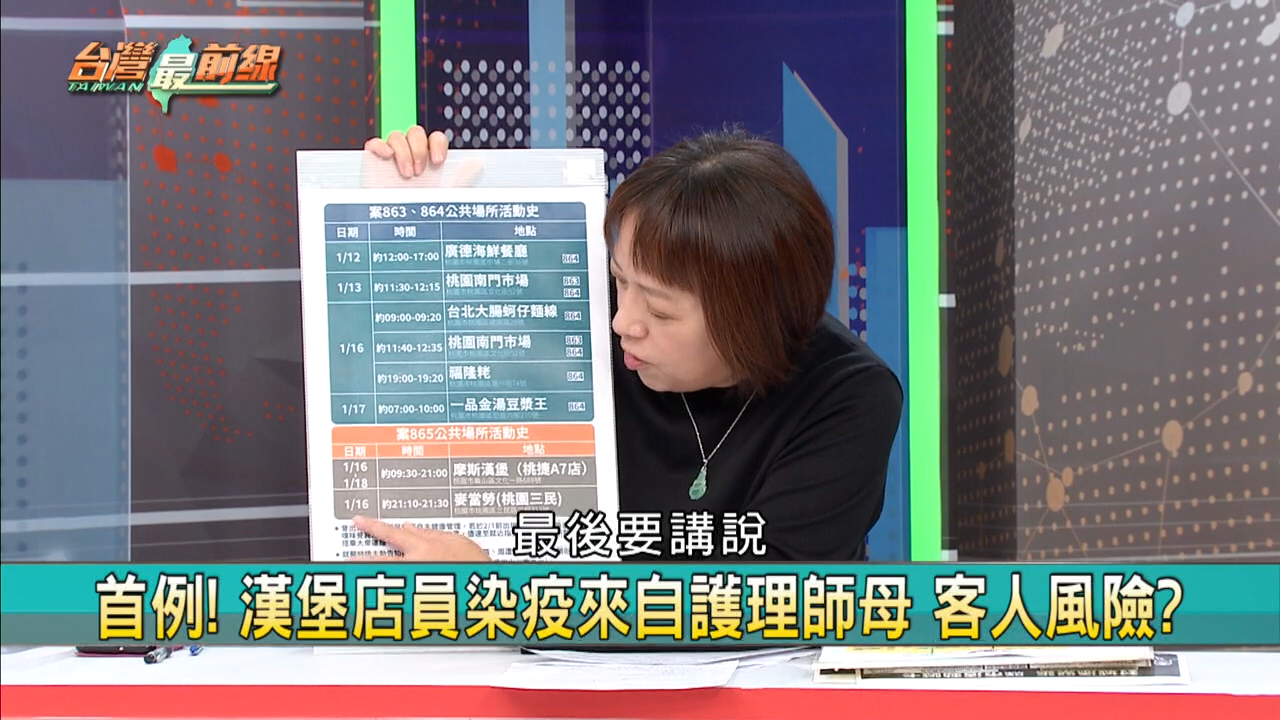 台灣最前線
TAIWAN
案863、864公共場所活動史
日期 時間 地點
1/12 約12:00-17:00 廣德海鮮餐廳 864
1/13 約11:30-12:15 桃園南門市場 863 864
約09:00-09:20 台北大腸蚵仔麵線 864
1/16 約11:40-12:35 桃園南門市場 863 864
約19:00-19:20 福隆粩 864
1/17 約07:00-10:00 一品金湯豆漿王 864
案865公共場所活動史
日期 時間 地點
1/16 1/18 約09:30-21:00 摩斯漢堡（桃捷A7店）
1/16 約21:10-21:30 麥當勞(桃園三民)
最後要講說
首例! 漢堡店員染疫來自護理師母 客人風險?